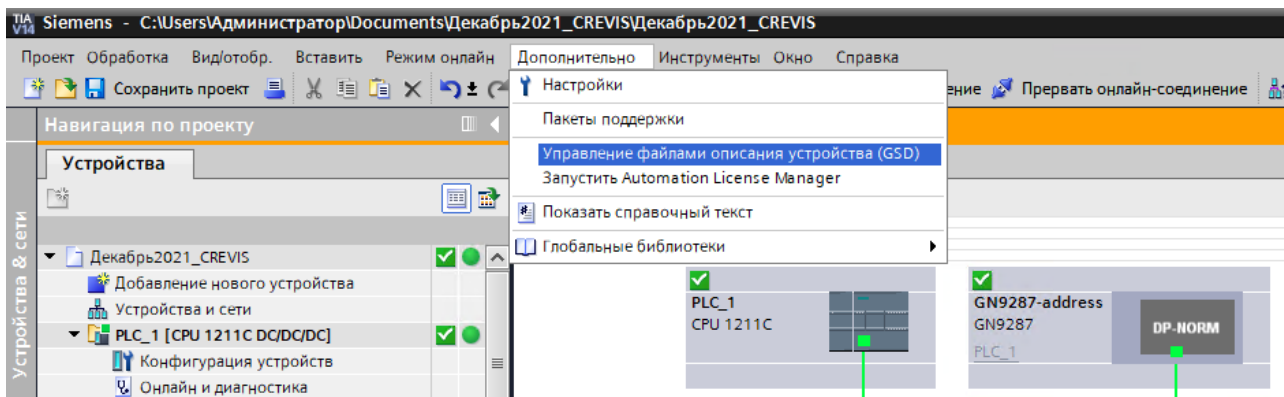 TIA V14 Siemens - C:\Users\Администратор\Documents\Декабрь2021_CREVIS\Декабрь2021_CREVIS
Проект Обработка Вид/отобр. Вставить Режим онлайн Дополнительно Инструменты Окно Справка
Сохранить проект
Прервать онлайн-соединение
Настройки
Пакеты поддержки
Управление файлами описания устройства (GSD)
Запустить Automation License Manager
Показать справочный текст
Глобальные библиотеки
Навигация по проекту
Устройства
Устройства & сети
Декабрь2021_CREVIS
Добавление нового устройства
Устройства и сети
PLC_1 [CPU 1211C DC/DC/DC]
Конфигурация устройств
Онлайн и диагностика
PLC_1
CPU 1211C
GN9287-address
GN9287
PLC_1
DP-NORM